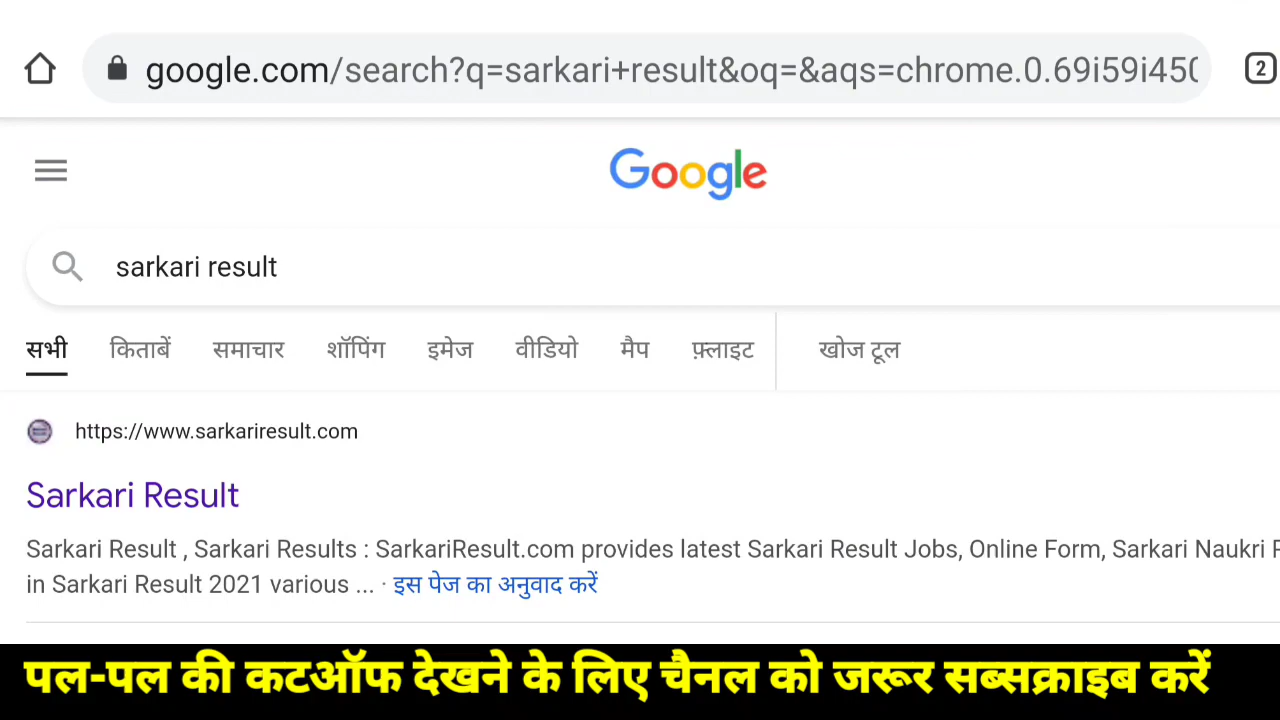 google.com/search?q=sarkari+result&oq=&aqs=chrome.0.69i59i450
2
Google
sarkari result
सभी किताबें समाचार शॉपिंग इमेज वीडियो मैप फ़्लाइट खोज टूल
https://www.sarkariresult.com
Sarkari Result
Sarkari Result , Sarkari Results : SarkariResult.com provides latest Sarkari Result Jobs, Online Form, Sarkari Naukri
in Sarkari Result 2021 various ... · इस पेज का अनुवाद करें
पल-पल की कटऑफ देखने के लिए चैनल को जरूर सब्सक्राइब करें